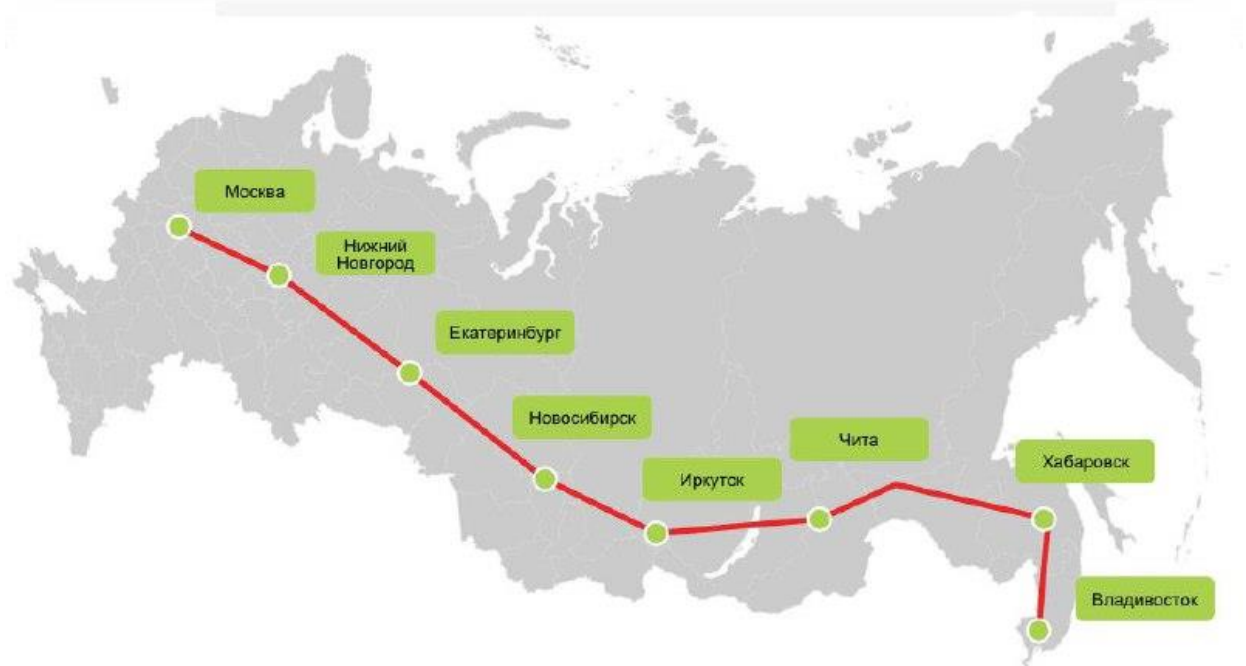 Москва
Нижний
Новгород
Екатеринбург
Новосибирск
Иркутск
Чита
Хабаровск
Владивосток